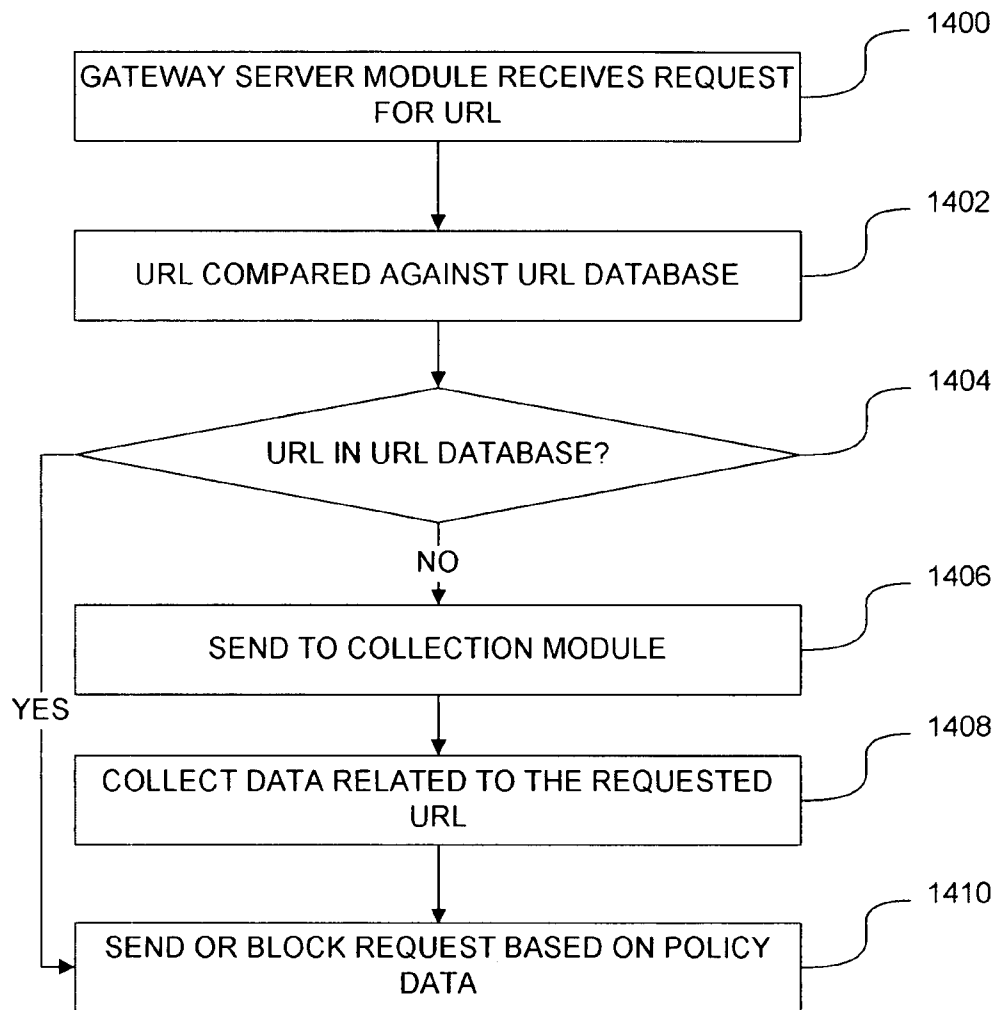 1400
GATEWAY SERVER MODULE RECEIVES REQUEST
FOR URL
1402
URL COMPARED AGAINST URL DATABASE
1404
URL IN URL DATABASE?
NO
1406
SEND TO COLLECTION MODULE
YES
1408
COLLECT DATA RELATED TO THE REQUESTED
URL
1410
SEND OR BLOCK REQUEST BASED ON POLICY
DATA